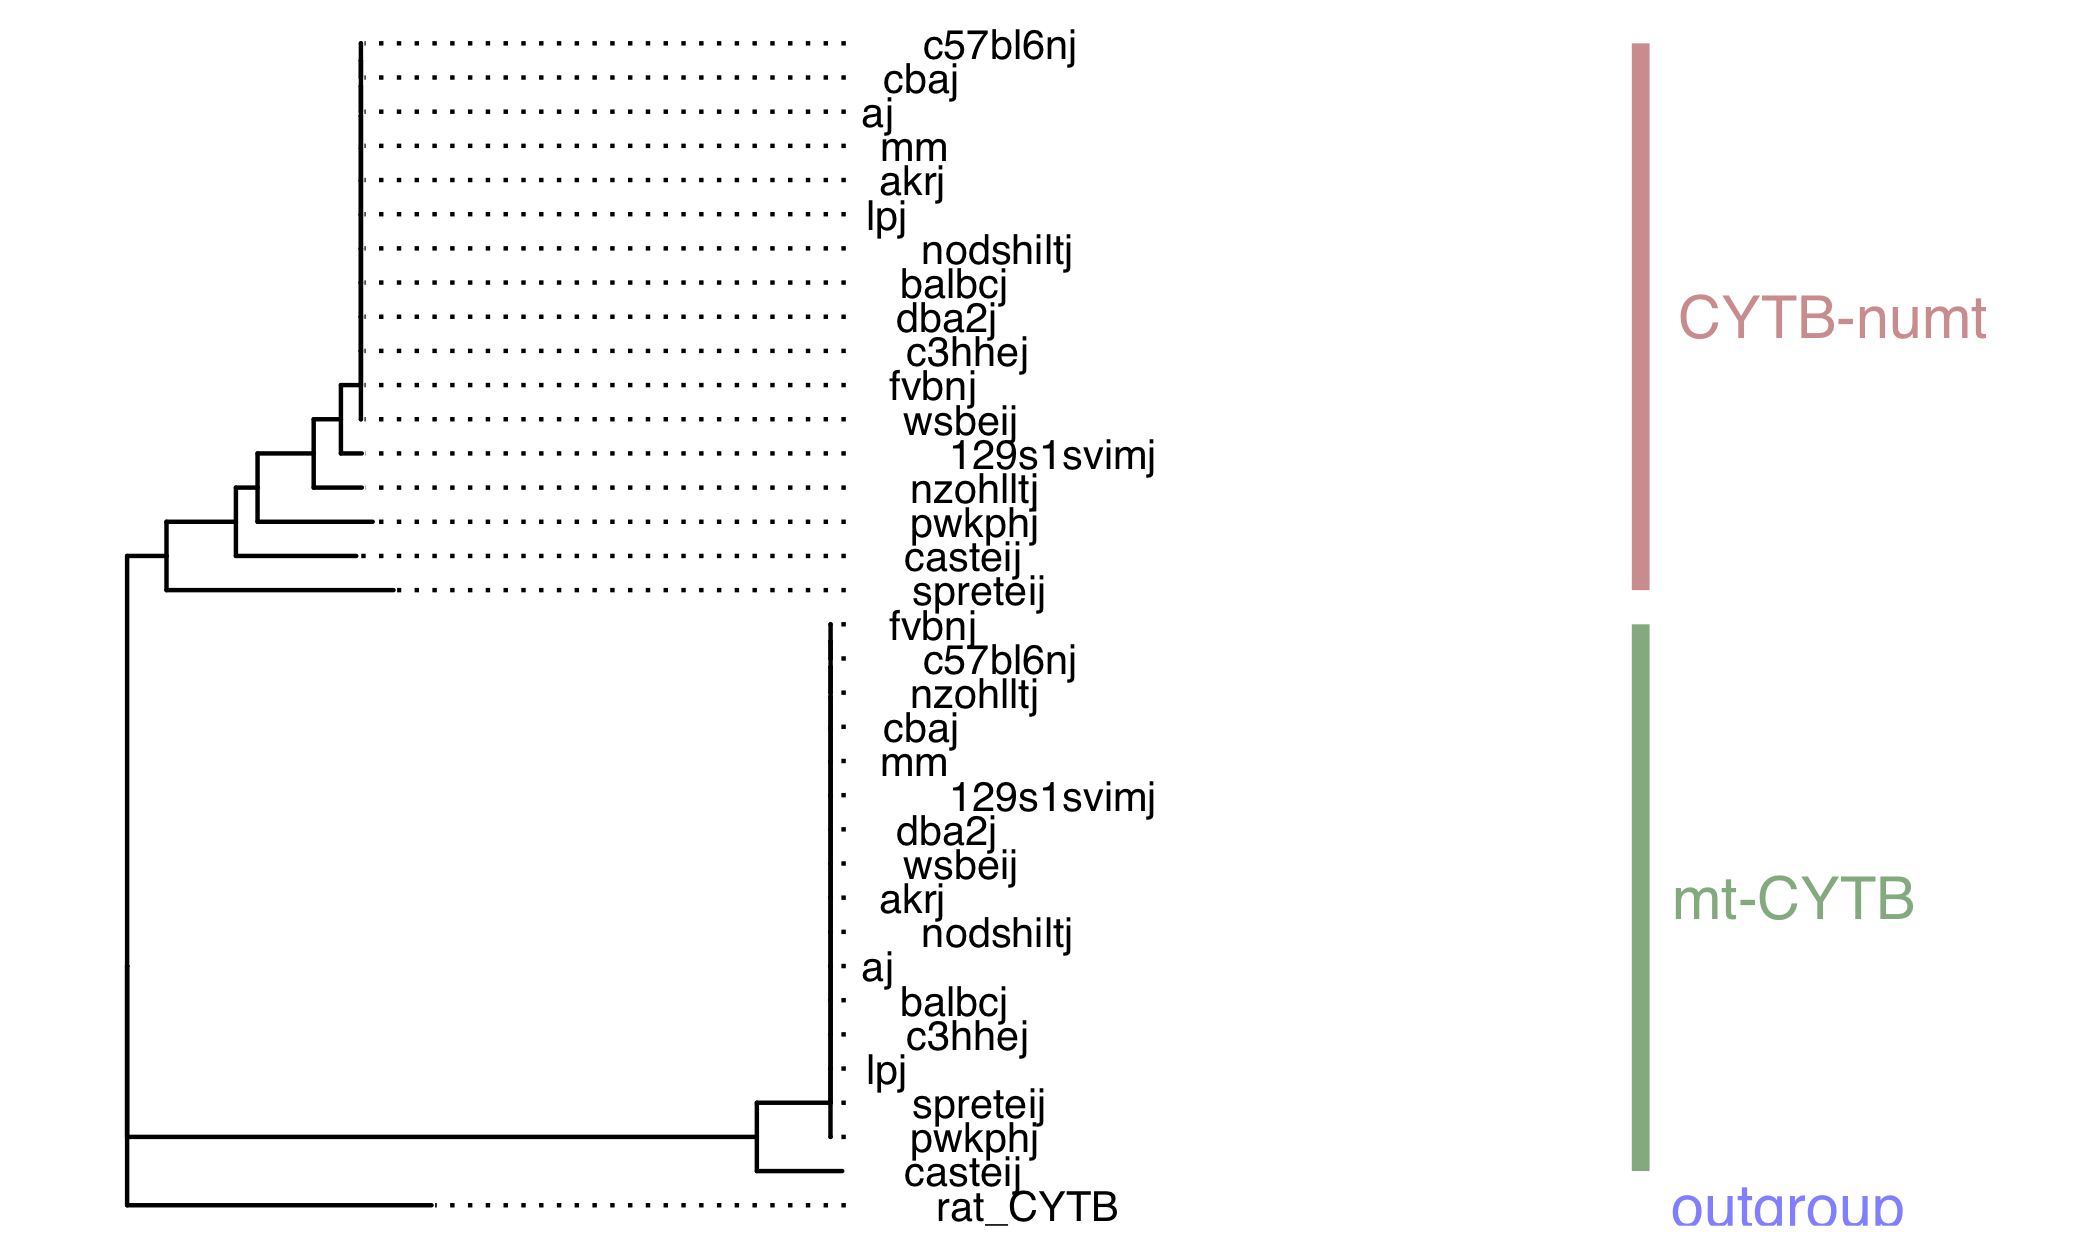 c57bl6nj
cbaj
aj
mm
akrj
lpj
nodshiltj
balbcj
dba2j
c3hhej
fvbnj
wsbeij
129s1svimj
nzohlltj
pwkphj
casteij
spreteij
fvbnj
c57bl6nj
nzohlltj
cbaj
mm
129s1svimj
dba2j
wsbeij
akrj
nodshiltj
aj
balbcj
c3hhej
lpj
spreteij
pwkphj
casteij
rat_CYTB
CYTB-numt
mt-CYTB
outgroup